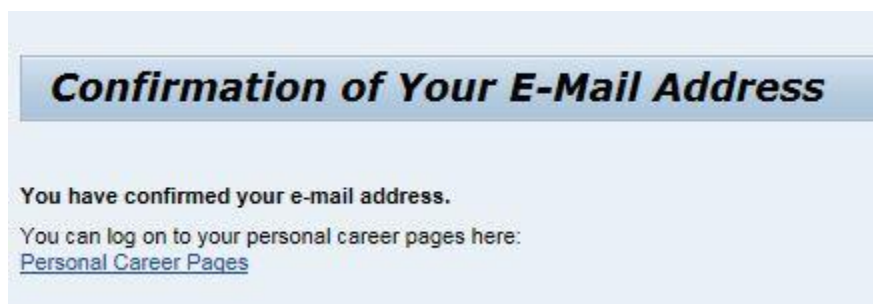 Confirmation of Your E-Mail Address
You have confirmed your e-mail address.
You can log on to your personal career pages here:
Personal Career Pages